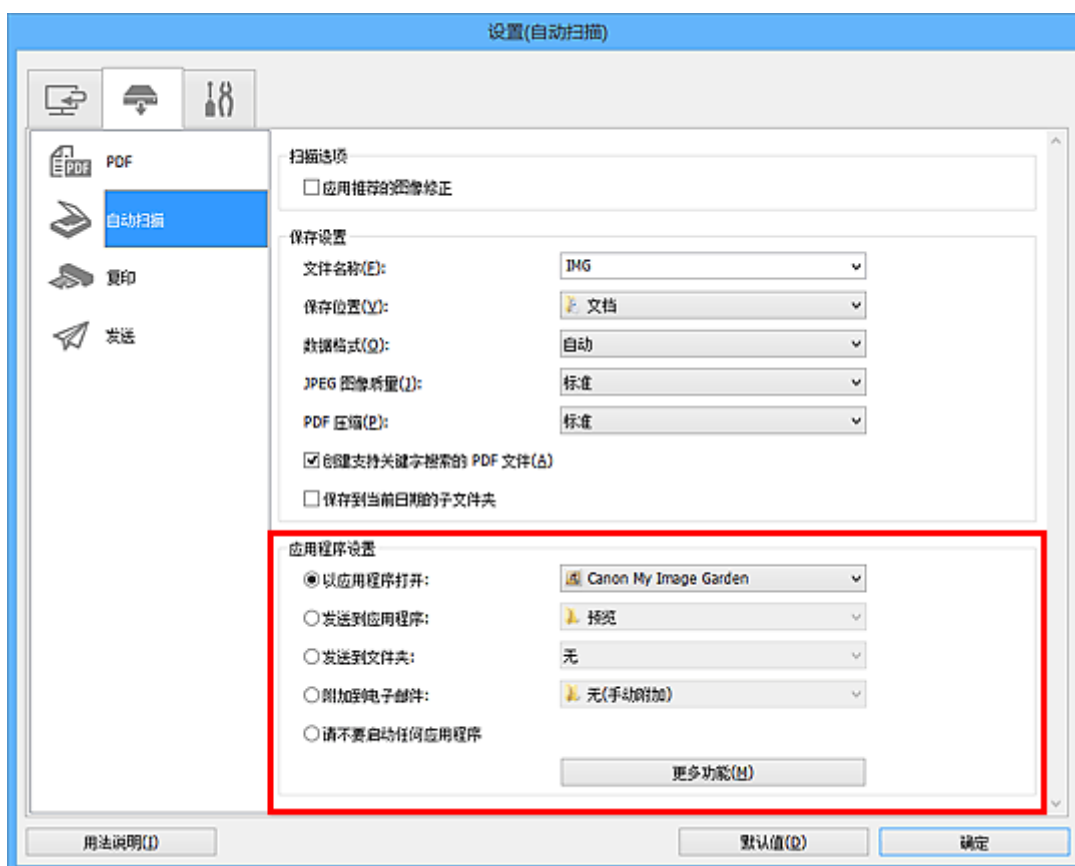 设置(自动扫描)
PDF
自动扫描
复印
发送
扫描选项
应用推荐的图像修正
保存设置
文件名称(F): IMG
保存位置(V): 文档
数据格式(O): 自动
JPEG 图像质量(J): 标准
PDF 压缩(P): 标准
创建支持关键字搜索的 PDF 文件(A)
保存到当前日期的子文件夹
应用程序设置
以应用程序打开: Canon My Image Garden
发送到应用程序: 预览
发送到文件夹: 无
附加到电子邮件: 无(手动附加)
请不要启动任何应用程序
更多功能(M)
用法说明(I) 默认值(D) 确定